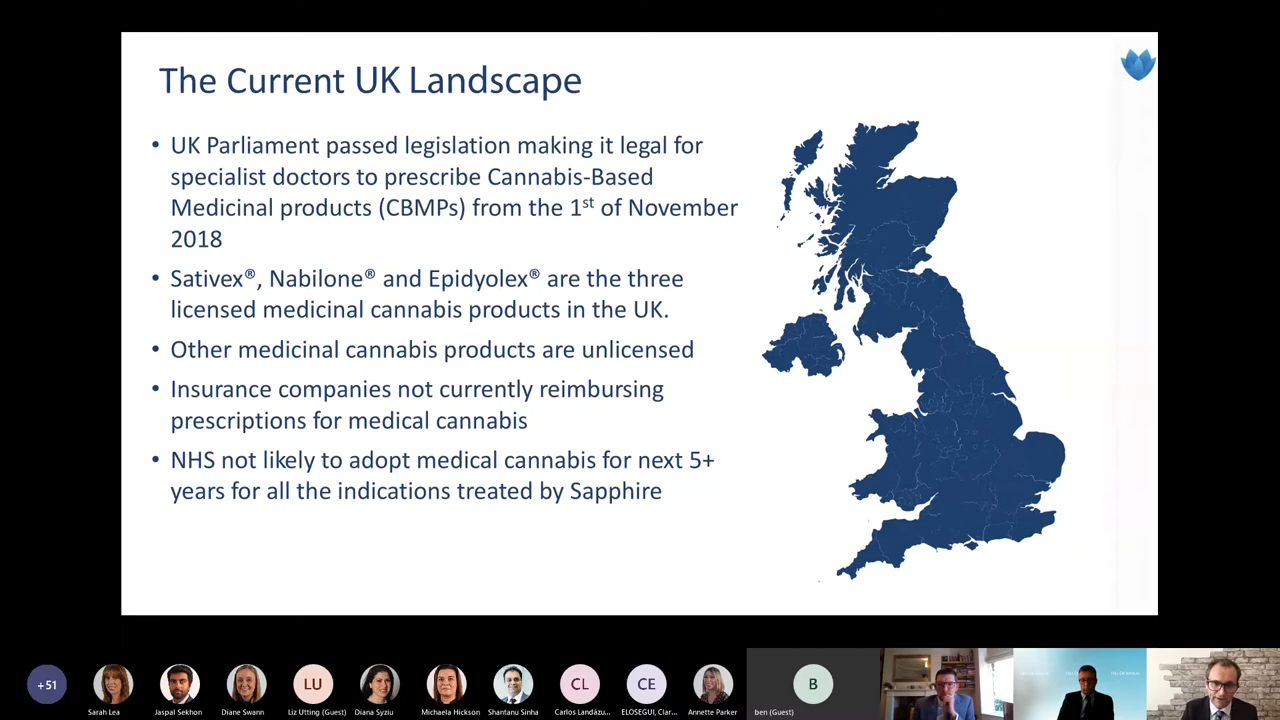 The Current UK Landscape
• UK Parliament passed legislation making it legal for
specialist doctors to prescribe Cannabis-Based
Medicinal products (CBMPs) from the 1st of November
2018
• Sativex®, Nabilone® and Epidyolex® are the three
licensed medicinal cannabis products in the UK.
• Other medicinal cannabis products are unlicensed
• Insurance companies not currently reimbursing
prescriptions for medical cannabis
• NHS not likely to adopt medical cannabis for next 5+
years for all the indications treated by Sapphire
+51
LU
CL
CE
B
Sarah Lea
Jaspal Sekhon
Diane Swann
Liz Utting (Guest)
Diana Syziu
Michaela Hickson
Shantanu Sinha
Carlos Landázu...
ELOSEGUI, Clar...
Annette Parker
ben (Guest)